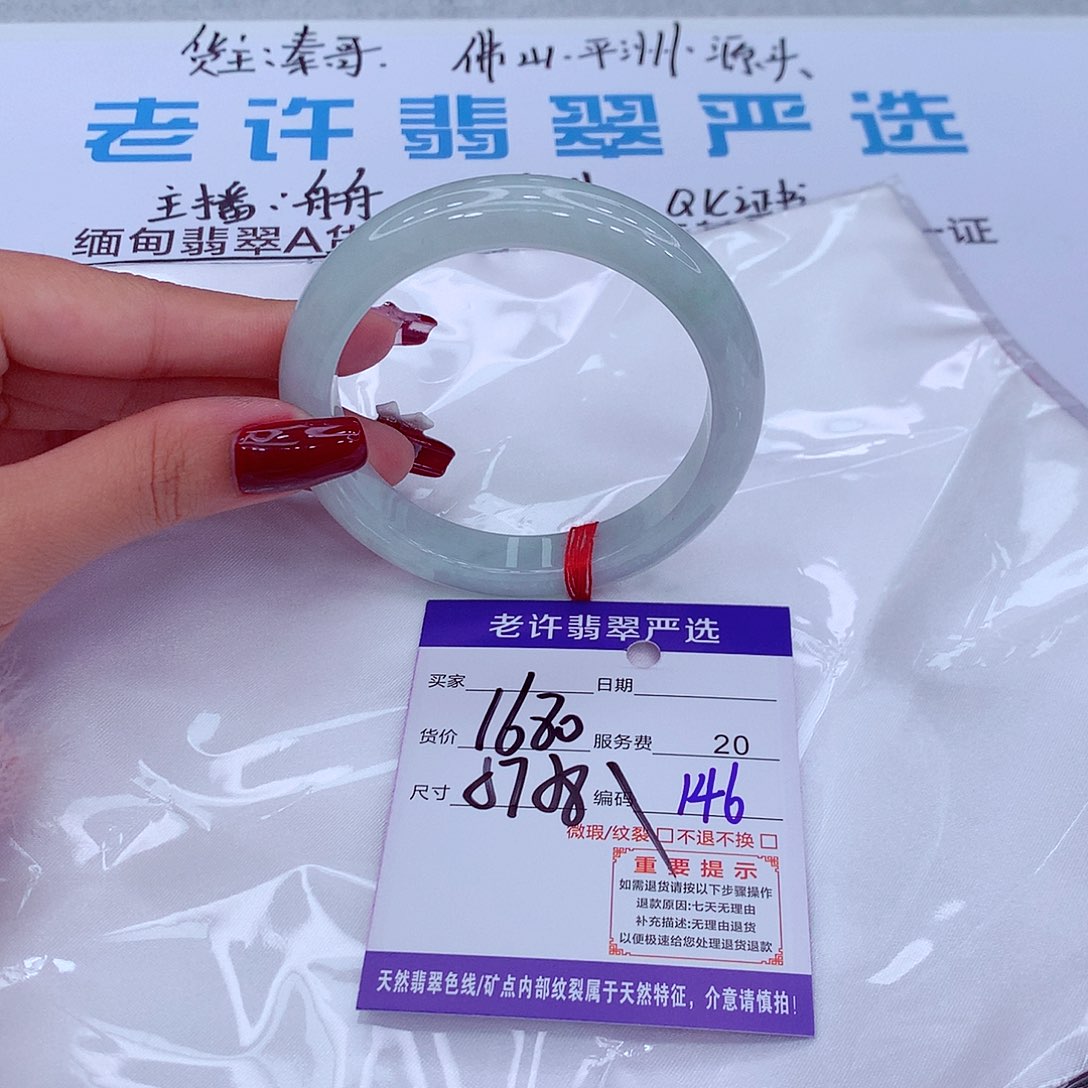 货主:秦哥. 佛山·平洲·源头、
老许翡翠严选
主播:舟舟 QK证书
缅甸翡翠A货 一证
老许翡翠严选
买家 日期
货价 1680 服务费 20
尺寸 编码 146
微瑕/纹裂 □不退不换 □
重要提示
如需退货请按以下步骤操作
退款原因:七天无理由
补充描述:无理由退货
以便极速给您处理退货退款
天然翡翠色线/矿点内部纹裂属于天然特征，介意请慎拍!